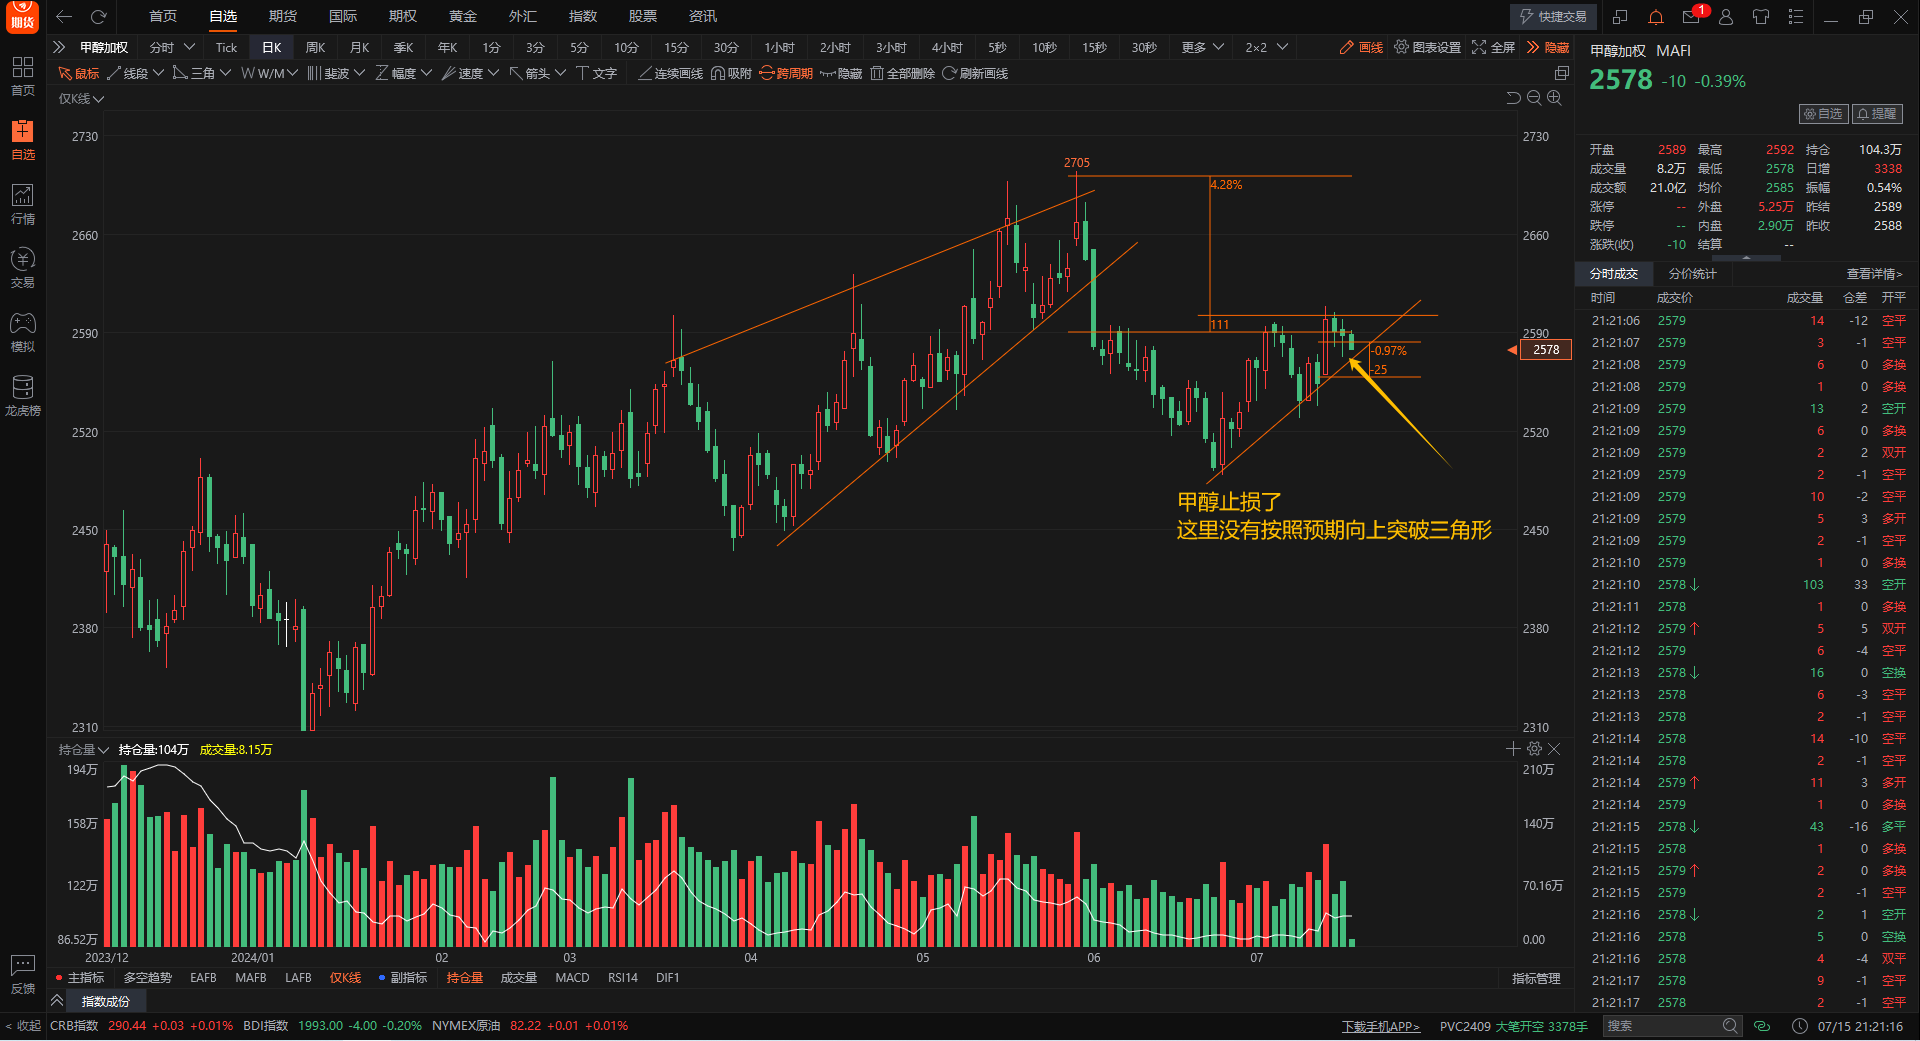 期货 首页 自选 期货 国际 期权 黄金 外汇 指数 股票 资讯 快捷交易 1
甲醇加权 分时 Tick 日K 周K 月K 季K 年K 1分 3分 5分 10分 15分 30分 1小时 2小时 3小时 4小时 5秒 10秒 15秒 30秒 更多 2×2 画线 图表设置 全屏 隐藏
鼠标 线段 三角 W/M 斐波 幅度 速度 箭头 文字 连续画线 吸附 跨周期 隐藏 全部删除 刷新画线
仅K线
首页
自选
行情
交易
模拟
龙虎榜
反馈
< 收起
2730 2730
2660 2660
2590 2590
2520 2520
2450 2450
2380 2380
2310 2310
2705
4.28%
111
-0.97%
-25
2578
甲醇止损了
这里没有按照预期向上突破三角形
持仓量 持仓量:104万 成交量:8.15万
194万 210万
158万 140万
122万 70.16万
86.52万 0.00
2023/12 2024/01 02 03 04 05 06 07
主指标 多空趋势 EAFB MAFB LAFB 仅K线 副指标 持仓量 成交量 MACD RSI14 DIF1 指标管理
指数成份
甲醇加权 MAFI
2578 -10 -0.39%
自选 提醒
开盘 2589 最高 2592 持仓 104.3万
成交量 8.2万 最低 2578 日增 3338
成交额 21.0亿 均价 2585 振幅 0.54%
涨停 -- 外盘 5.25万 昨结 2589
跌停 -- 内盘 2.90万 昨收 2588
涨跌(收) -10 结算 --
分时成交 分价统计 查看详情>
时间 成交价 成交量 仓差 开平
21:21:06 2579 14 -12 空平
21:21:07 2579 3 -1 空平
21:21:08 2579 6 0 多换
21:21:08 2579 1 0 多换
21:21:09 2579 13 2 空开
21:21:09 2579 6 0 多换
21:21:09 2579 2 2 双开
21:21:09 2579 2 -1 空平
21:21:09 2579 10 -2 空平
21:21:09 2579 5 3 多开
21:21:09 2579 2 -1 空平
21:21:10 2579 1 0 多换
21:21:10 2578↓ 103 33 空开
21:21:11 2578 1 0 多换
21:21:12 2579↑ 5 5 双开
21:21:12 2579 6 -4 空平
21:21:13 2578↓ 16 0 空换
21:21:13 2578 6 -3 空平
21:21:13 2578 2 -1 空平
21:21:14 2578 14 -10 空平
21:21:14 2578 2 -1 空平
21:21:14 2579↑ 11 3 多开
21:21:14 2579 1 0 多换
21:21:15 2578↓ 43 -16 多平
21:21:15 2578 1 0 多换
21:21:15 2579↑ 2 0 多换
21:21:15 2579 2 -1 空平
21:21:16 2578↓ 2 1 空开
21:21:16 2578 5 0 空换
21:21:16 2578 4 -4 双平
21:21:17 2578 9 -1 空平
21:21:17 2578 2 -1 空平
CRB指数 290.44 +0.03 +0.01% BDI指数 1993.00 -4.00 -0.20% NYMEX原油 82.22 +0.01 +0.01% 下载手机APP> PVC2409 大笔开空 3378手 搜索 07/15 21:21:16